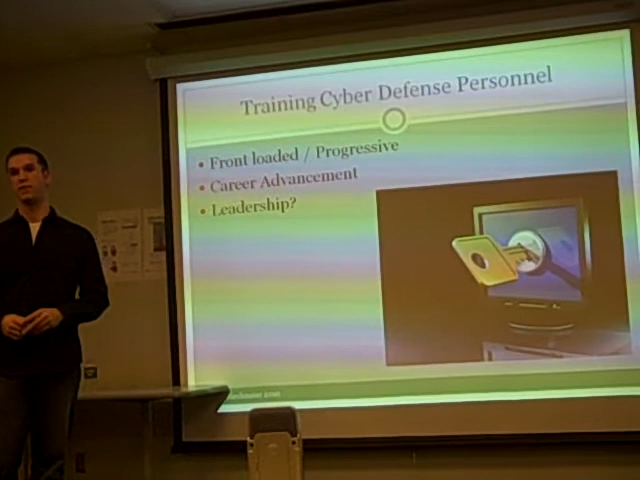 Training Cyber Defense Personnel
• Front loaded / Progressive
• Career Advancement
• Leadership?